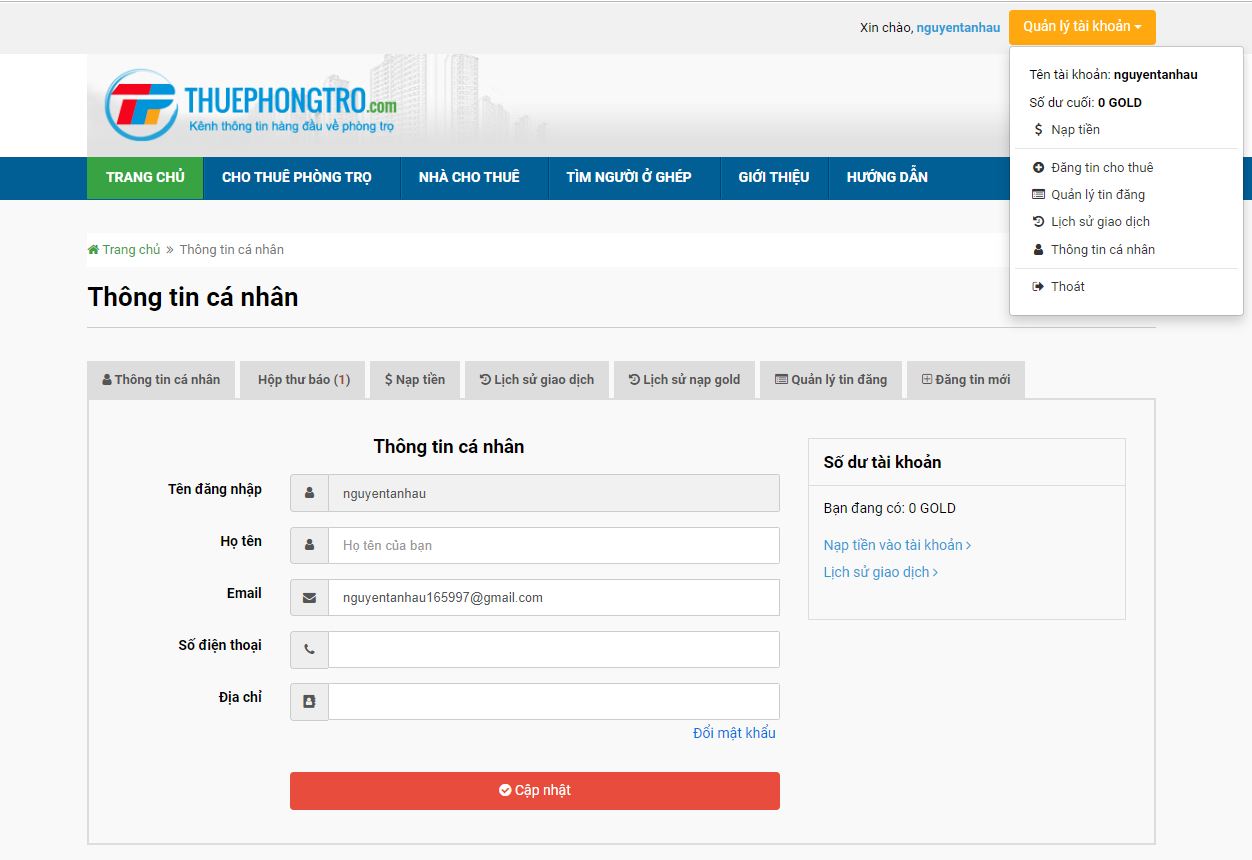 Xin chào, nguyentanhau
Quản lý tài khoản
Tên tài khoản: nguyentanhau
Số dư cuối: 0 GOLD
$ Nạp tiền
Đăng tin cho thuê
Quản lý tin đăng
Lịch sử giao dịch
Thông tin cá nhân
Thoát
THUEPHONGTRO.com
Kênh thông tin hàng đầu về phòng trọ
TRANG CHỦ CHO THUÊ PHÒNG TRỌ NHÀ CHO THUÊ TÌM NGƯỜI Ở GHÉP GIỚI THIỆU HƯỚNG DẪN
Trang chủ » Thông tin cá nhân
Thông tin cá nhân
Thông tin cá nhân Hộp thư báo (1) $ Nạp tiền Lịch sử giao dịch Lịch sử nạp gold Quản lý tin đăng Đăng tin mới
Thông tin cá nhân
Tên đăng nhập nguyentanhau
Họ tên Họ tên của bạn
Email nguyentanhau165997@gmail.com
Số điện thoại
Địa chỉ
Đổi mật khẩu
Cập nhật
Số dư tài khoản
Bạn đang có: 0 GOLD
Nạp tiền vào tài khoản ›
Lịch sử giao dịch ›